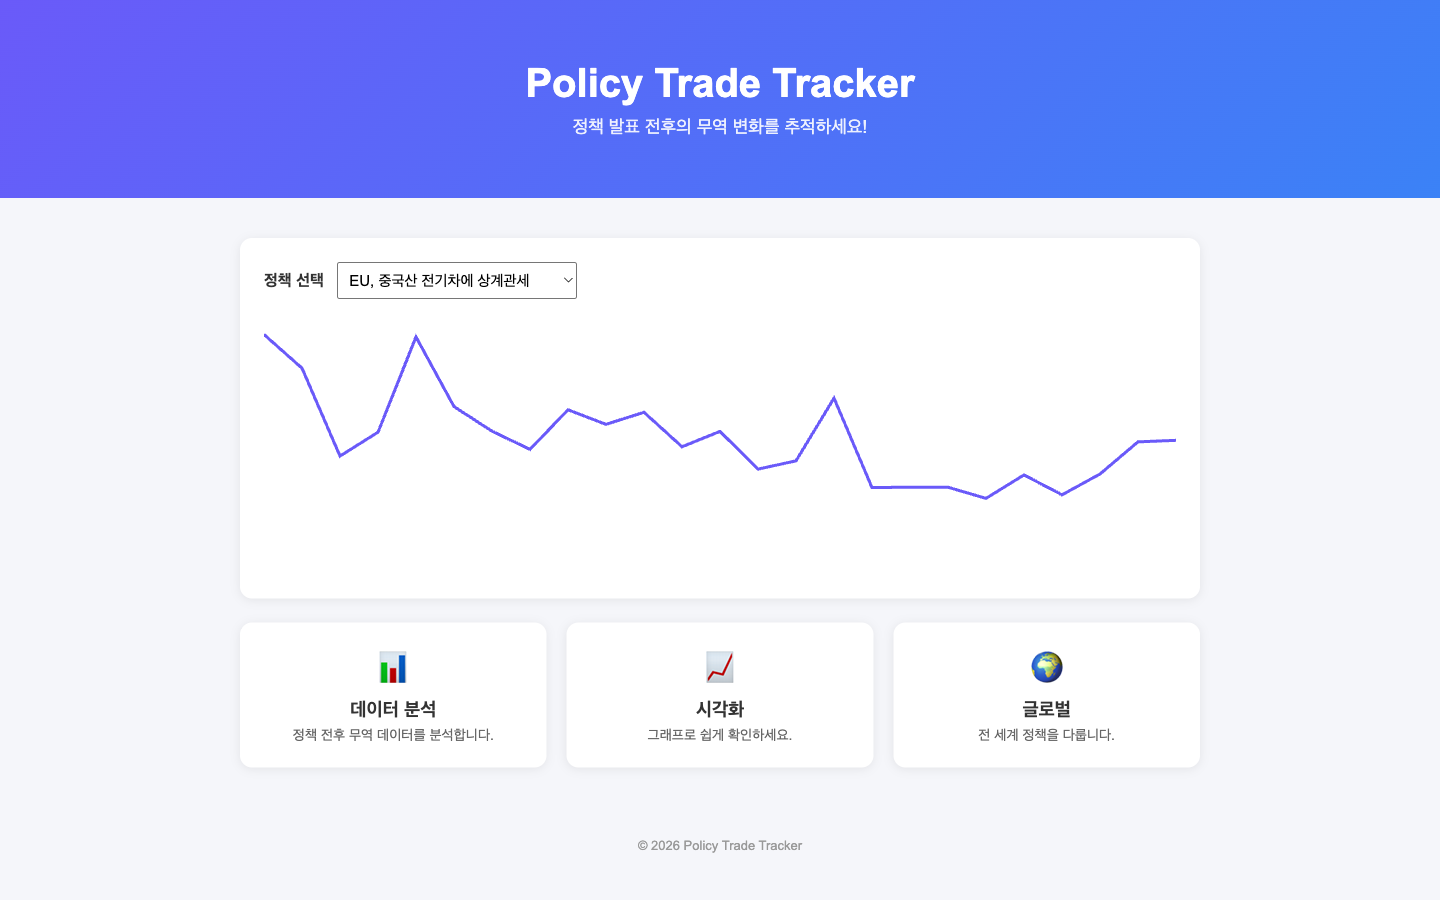 Policy Trade Tracker
정책 발표 전후의 무역 변화를 추적하세요!
정책 선택
EU, 중국산 전기차에 상계관세
데이터 분석
정책 전후 무역 데이터를 분석합니다.
시각화
그래프로 쉽게 확인하세요.
글로벌
전 세계 정책을 다룹니다.
© 2026 Policy Trade Tracker